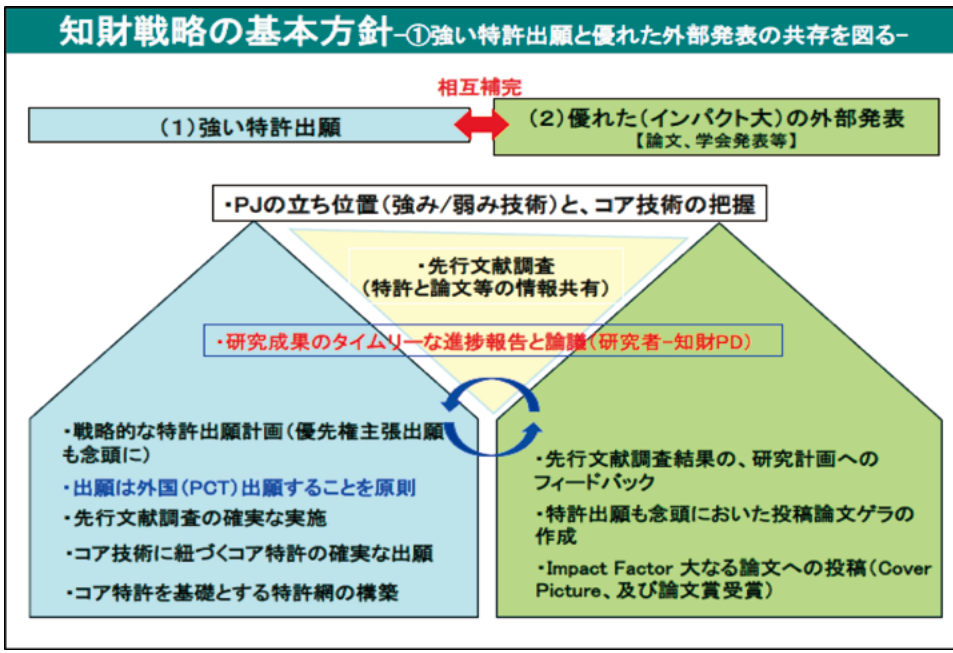 知財戦略の基本方針-①強い特許出願と優れた外部発表の共存を図る-
相互補完
(1)強い特許出願
(2)優れた(インパクト大)の外部発表
【論文、学会発表等】
・PJの立ち位置(強み/弱み技術)と、コア技術の把握
・先行文献調査
(特許と論文等の情報共有)
・研究成果のタイムリーな進捗報告と論議(研究者-知財PD)
・戦略的な特許出願計画(優先権主張出願
も念頭に)
・出願は外国(PCT)出願することを原則
・先行文献調査の確実な実施
・コア技術に紐づくコア特許の確実な出願
・コア特許を基礎とする特許網の構築
・先行文献調査結果の、研究計画への
フィードバック
・特許出願も念頭においた投稿論文ゲラの
作成
・Impact Factor 大なる論文への投稿(Cover
Picture、及び論文賞受賞)